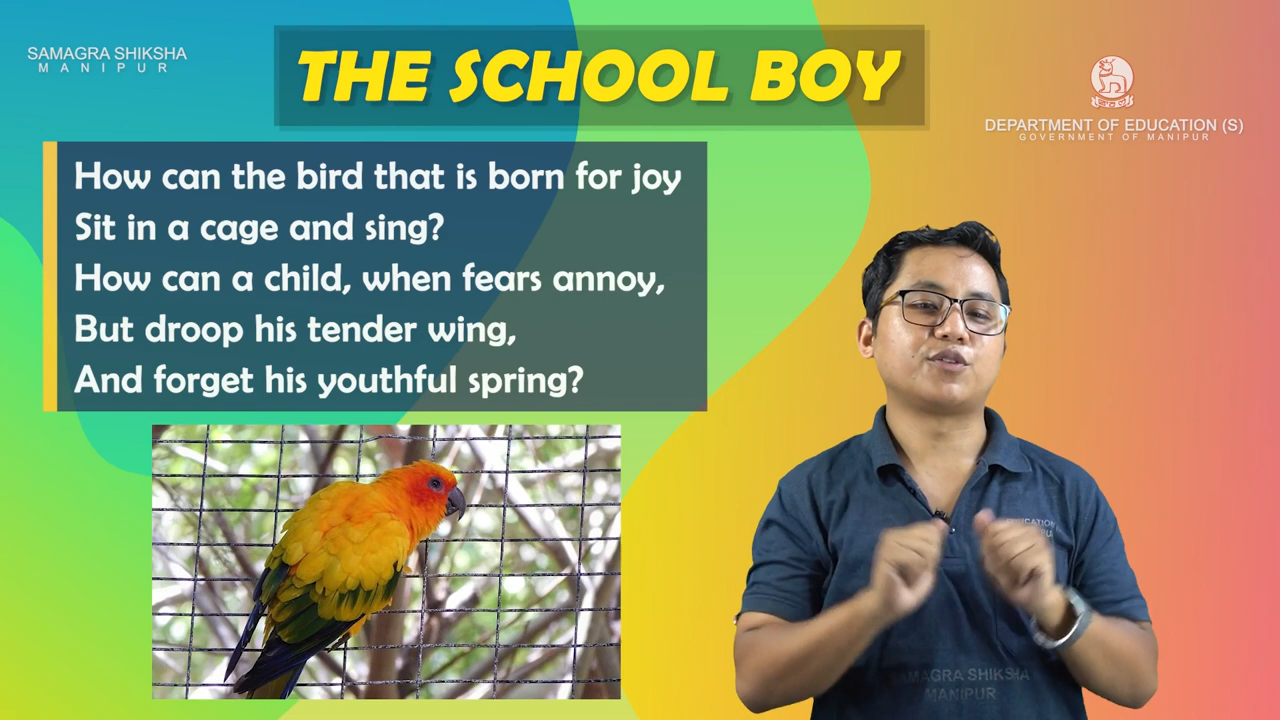 SAMAGRA SHIKSHA
MANIPUR
THE SCHOOL BOY
DEPARTMENT OF EDUCATION (S)
GOVERNMENT OF MANIPUR
How can the bird that is born for joy
Sit in a cage and sing?
How can a child, when fears annoy,
But droop his tender wing,
And forget his youthful spring?
EDUCATION
SAMAGRA SHIKSHA
MANIPUR